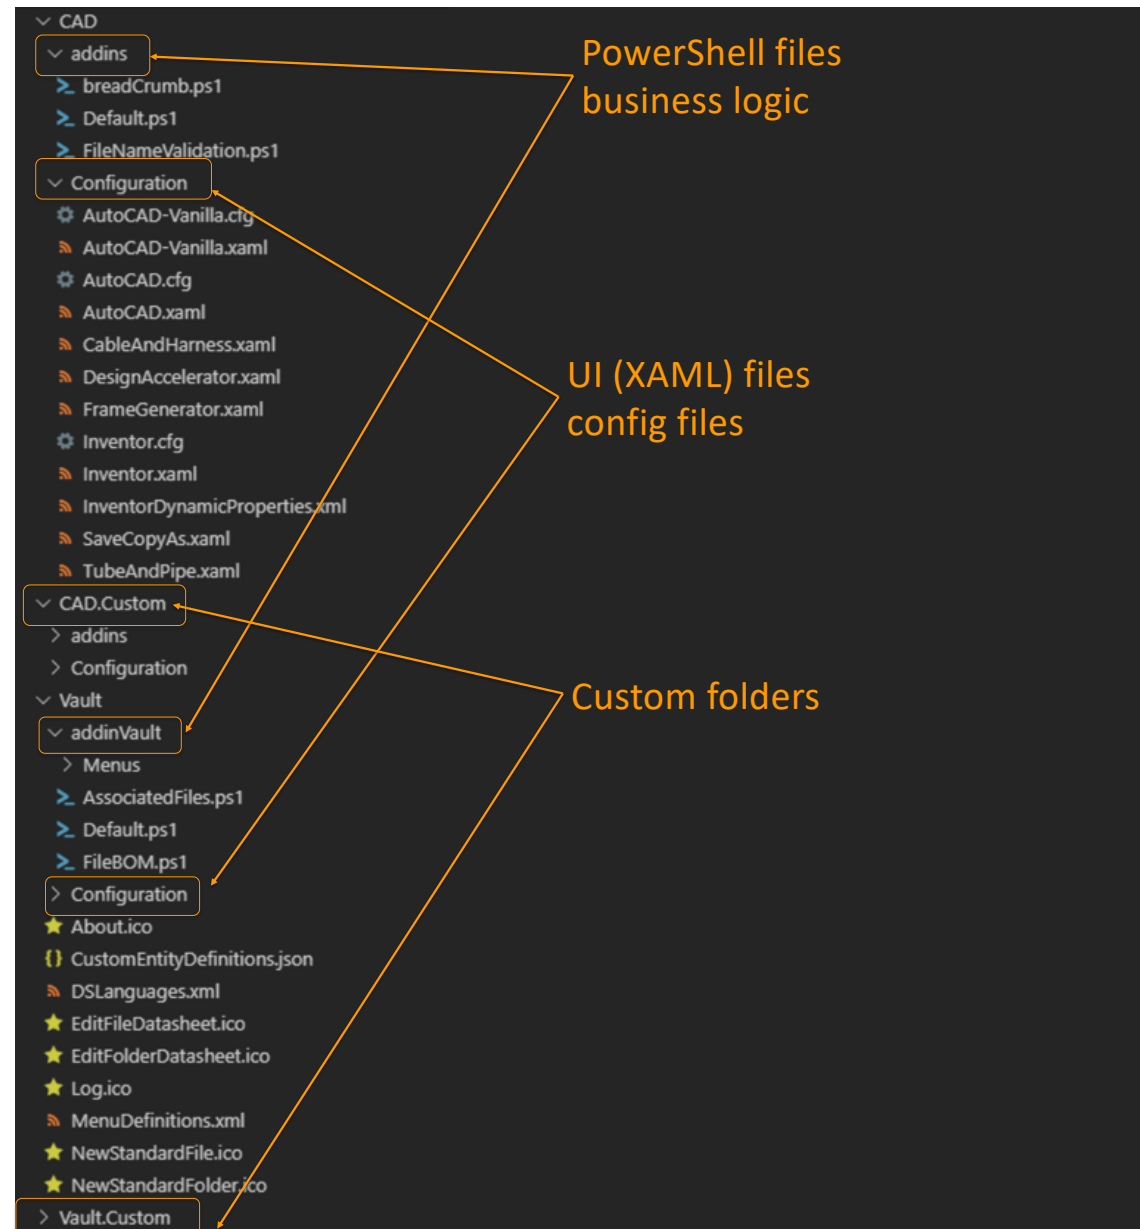 CAD
addins
breadCrumb.ps1
Default.ps1
FileNameValidation.ps1
Configuration
AutoCAD-Vanilla.cfg
AutoCAD-Vanilla.xaml
AutoCAD.cfg
AutoCAD.xaml
CableAndHarness.xaml
DesignAccelerator.xaml
FrameGenerator.xaml
Inventor.cfg
Inventor.xaml
InventorDynamicProperties.xml
SaveCopyAs.xaml
TubeAndPipe.xaml
CAD.Custom
addins
Configuration
Vault
addinVault
Menus
AssociatedFiles.ps1
Default.ps1
FileBOM.ps1
Configuration
About.ico
CustomEntityDefinitions.json
DSLanguages.xml
EditFileDatasheet.ico
EditFolderDatasheet.ico
Log.ico
MenuDefinitions.xml
NewStandardFile.ico
NewStandardFolder.ico
Vault.Custom
PowerShell files
business logic
UI (XAML) files
config files
Custom folders